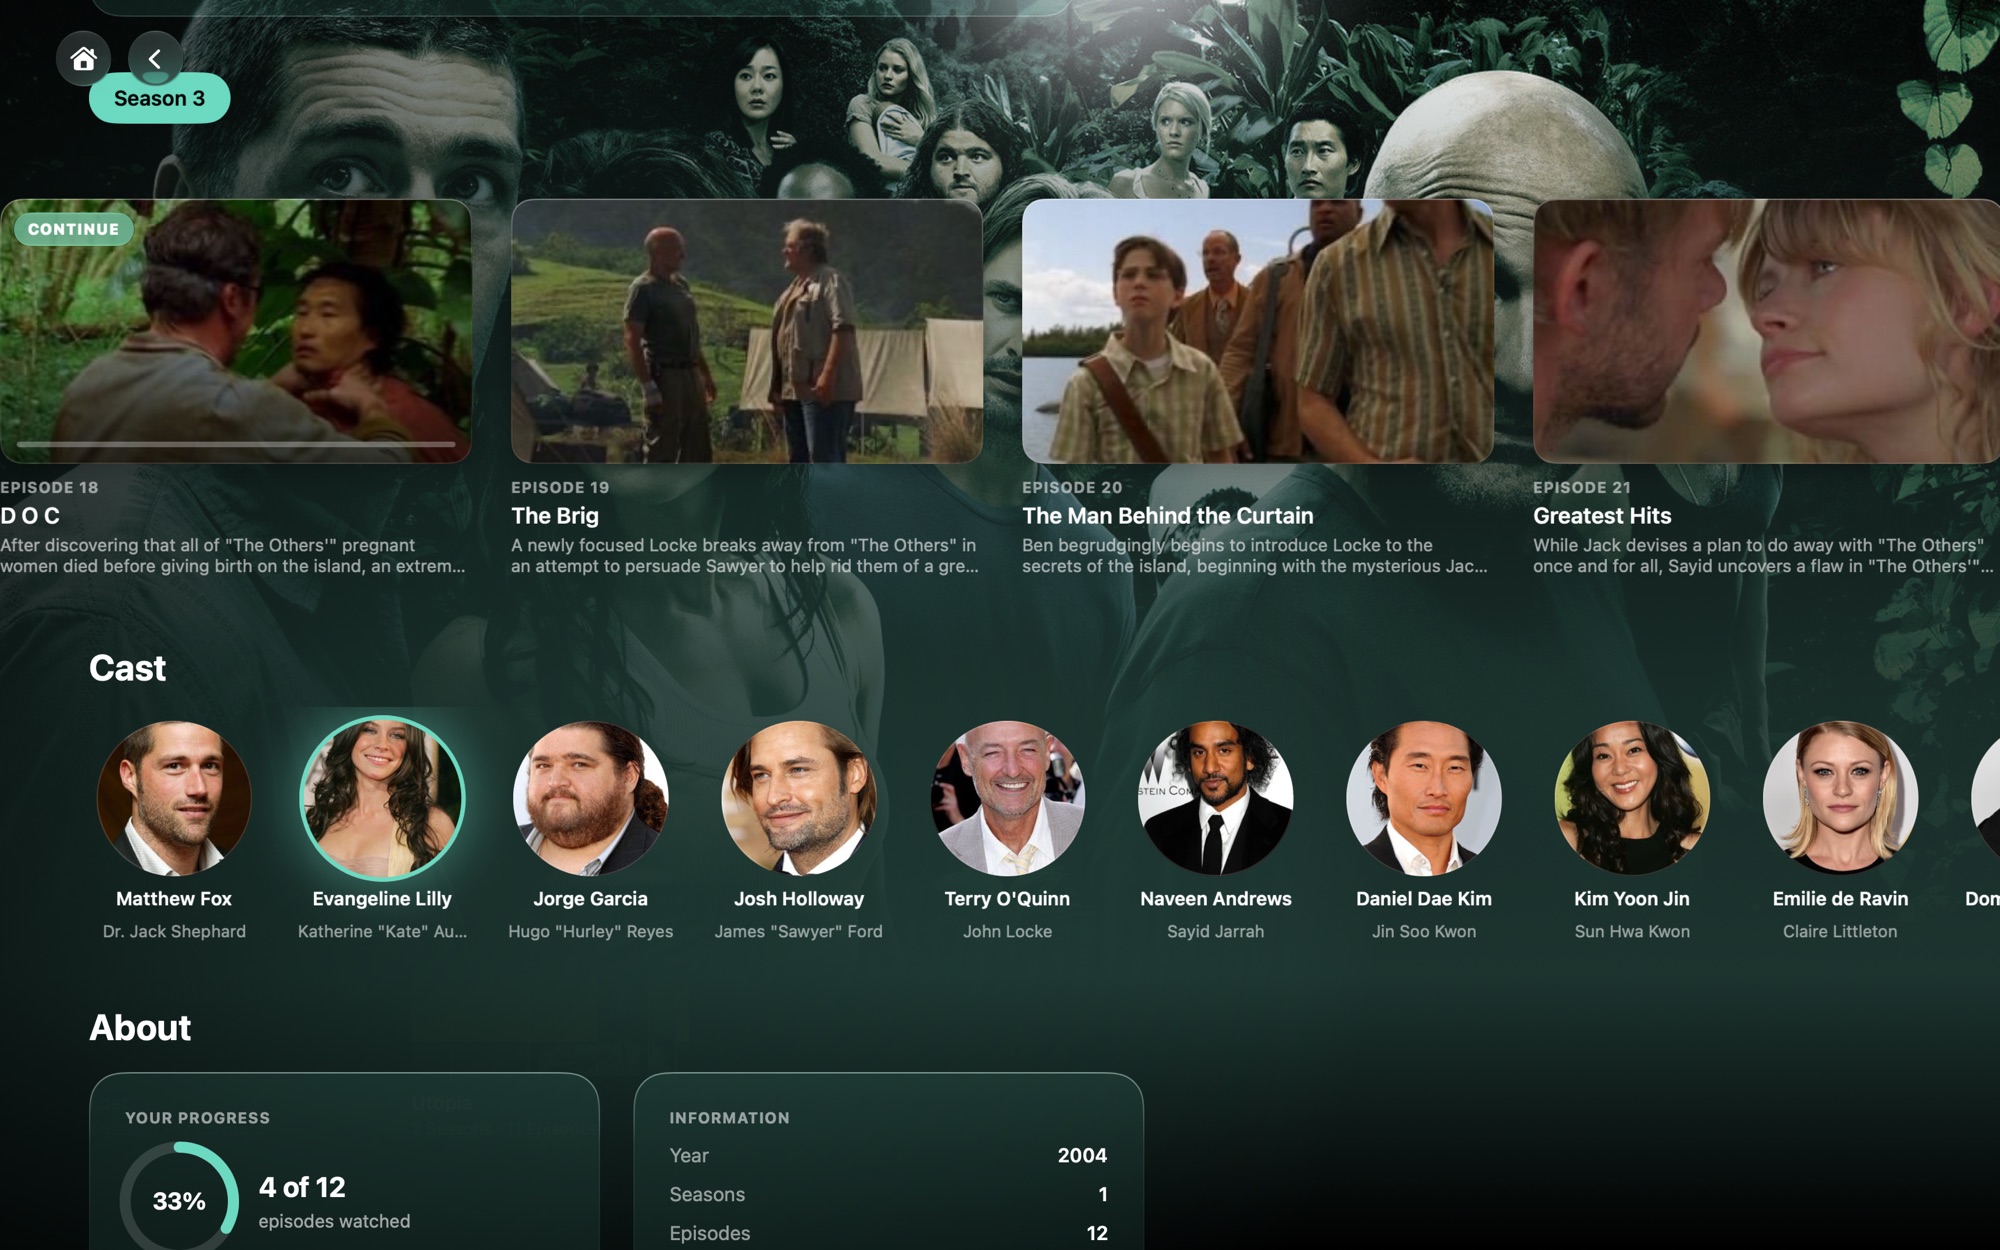 Season 3
CONTINUE
EPISODE 18
D O C
After discovering that all of "The Others'" pregnant
women died before giving birth on the island, an extrem...
EPISODE 19
The Brig
A newly focused Locke breaks away from "The Others" in
an attempt to persuade Sawyer to help rid them of a gre...
EPISODE 20
The Man Behind the Curtain
Ben begrudgingly begins to introduce Locke to the
secrets of the island, beginning with the mysterious Jac...
EPISODE 21
Greatest Hits
While Jack devises a plan to do away with "The Others"
once and for all, Sayid uncovers a flaw in "The Others'"...
Cast
Matthew Fox
Dr. Jack Shephard
Evangeline Lilly
Katherine "Kate" Au...
Jorge Garcia
Hugo "Hurley" Reyes
Josh Holloway
James "Sawyer" Ford
Terry O'Quinn
John Locke
Naveen Andrews
Sayid Jarrah
Daniel Dae Kim
Jin Soo Kwon
Kim Yoon Jin
Sun Hwa Kwon
Emilie de Ravin
Claire Littleton
Dom
About
YOUR PROGRESS
33%
4 of 12
episodes watched
INFORMATION
Year 2004
Seasons 1
Episodes 12